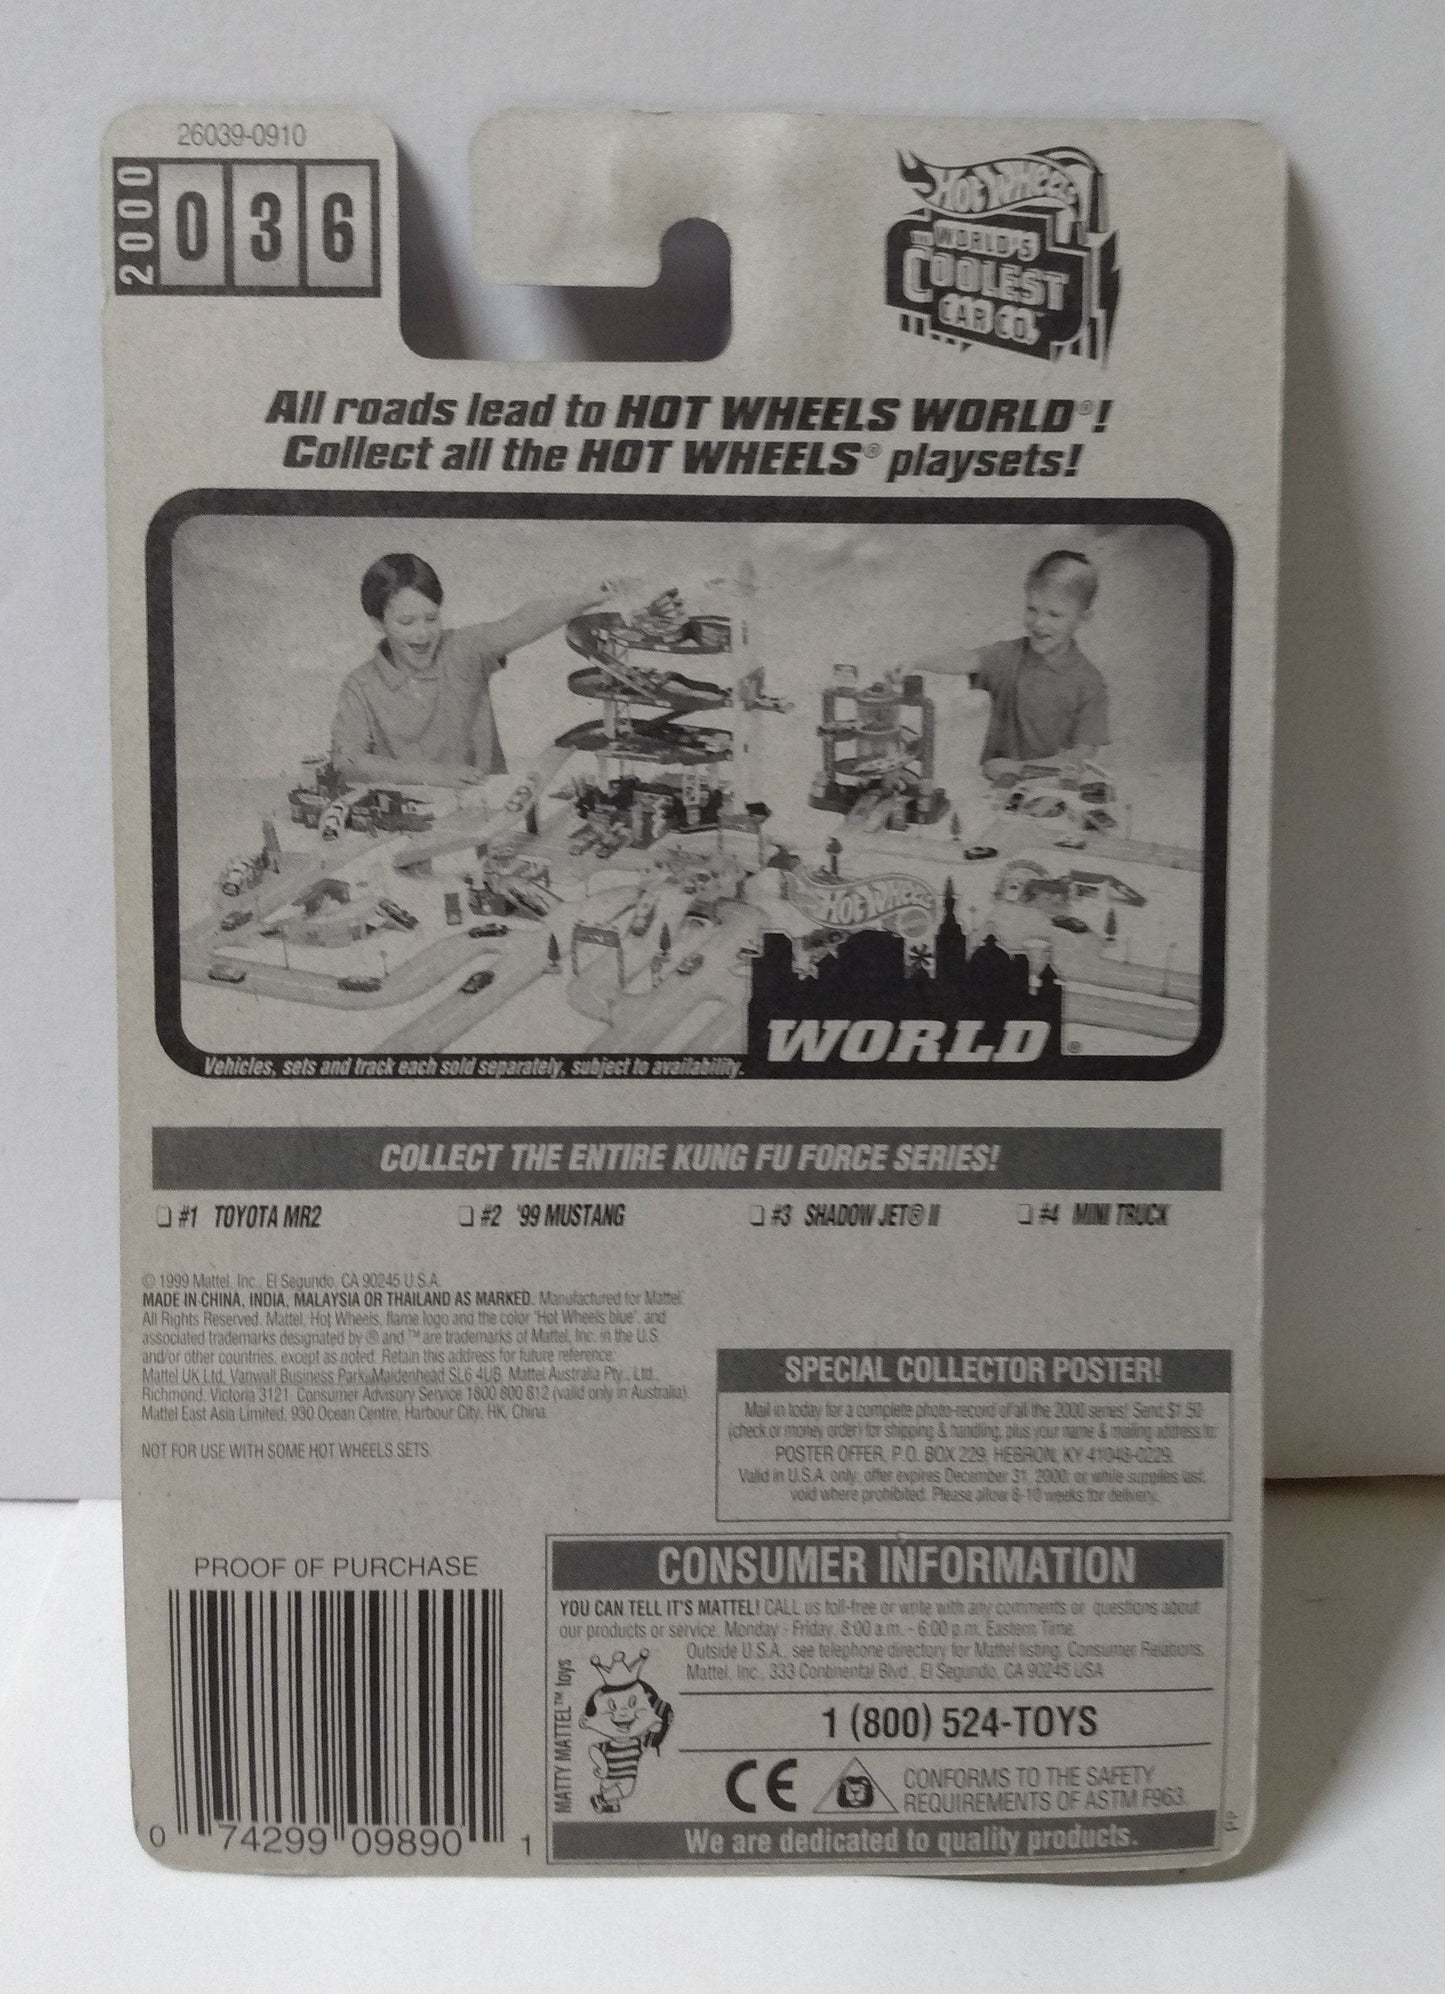 26039-0910
2000
036
HOT WHEELS
THE
WORLD'S
COOLEST
CAR CO.™
All roads lead to HOT WHEELS WORLD®!
Collect all the HOT WHEELS® playsets!
HOT WHEELS
WORLD®
Vehicles, sets and track each sold separately, subject to availability.
COLLECT THE ENTIRE KUNG FU FORCE SERIES!
❏ #1 TOYOTA MR2 ❏ #2 '99 MUSTANG ❏ #3 SHADOW JET® II ❏ #4 MINI TRUCK
© 1999 Mattel, Inc., El Segundo, CA 90245 U.S.A.
MADE IN CHINA, INDIA, MALAYSIA OR THAILAND AS MARKED. Manufactured for Mattel.
All Rights Reserved. Mattel, Hot Wheels, flame logo and the color "Hot Wheels blue", and
associated trademarks designated by ® and ™ are trademarks of Mattel, Inc. in the U.S.
and/or other countries, except as noted. Retain this address for future reference:
Mattel UK Ltd, Vanwall Business Park, Maidenhead SL6 4UB. Mattel Australia Pty., Ltd.,
Richmond, Victoria 3121. Consumer Advisory Service 1800 800 812 (valid only in Australia).
Mattel East Asia Limited, 930 Ocean Centre, Harbour City, HK, China.
NOT FOR USE WITH SOME HOT WHEELS SETS.
SPECIAL COLLECTOR POSTER!
Mail in today for a complete photo-record of all the 2000 series! Send $1.50
(check or money order) for shipping & handling, plus your name & mailing address to:
POSTER OFFER, P.O. BOX 229, HEBRON, KY 41048-0229.
Valid in U.S.A. only, offer expires December 31, 2000, or while supplies last,
void where prohibited. Please allow 8-10 weeks for delivery.
PROOF OF PURCHASE
0 74299 09890 1
CONSUMER INFORMATION
YOU CAN TELL IT'S MATTEL! CALL us toll-free or write with any comments or questions about
our products or service. Monday - Friday, 8:00 a.m. - 6:00 p.m. Eastern Time.
Outside U.S.A., see telephone directory for Mattel listing. Consumer Relations,
Mattel, Inc., 333 Continental Blvd., El Segundo, CA 90245 USA
MATTY MATTEL™ toys
1 (800) 524-TOYS
CE
CONFORMS TO THE SAFETY
REQUIREMENTS OF ASTM F963.
We are dedicated to quality products.
PP